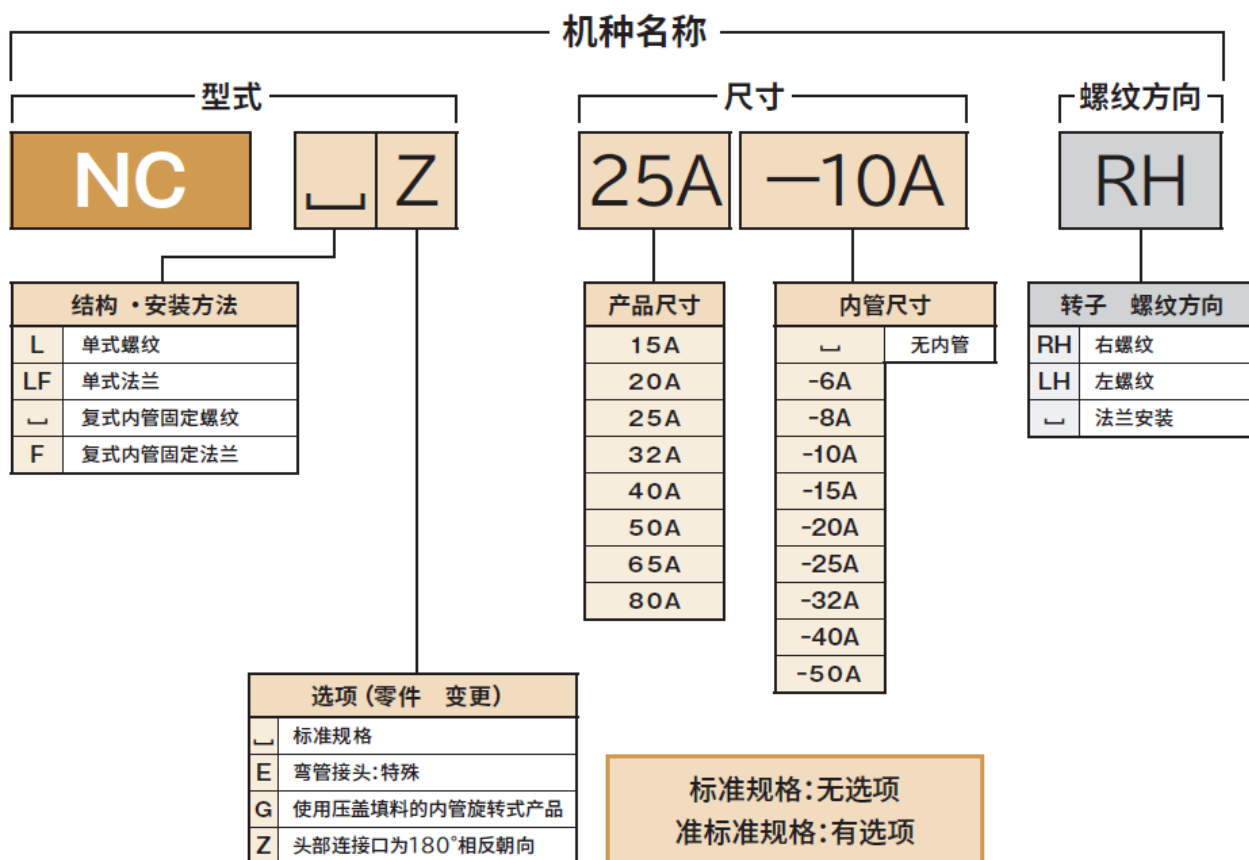 机种名称
型式 尺寸 螺纹方向
NC ⎵ Z 25A －10A RH
结构 ・安装方法
L 单式螺纹
LF 单式法兰
⎵ 复式内管固定螺纹
F 复式内管固定法兰
产品尺寸
15A
20A
25A
32A
40A
50A
65A
80A
内管尺寸
⎵ 无内管
-6A
-8A
-10A
-15A
-20A
-25A
-32A
-40A
-50A
转子 螺纹方向
RH 右螺纹
LH 左螺纹
⎵ 法兰安装
选项(零件 变更)
⎵ 标准规格
E 弯管接头:特殊
G 使用压盖填料的内管旋转式产品
Z 头部连接口为180°相反朝向
标准规格:无选项
准标准规格:有选项